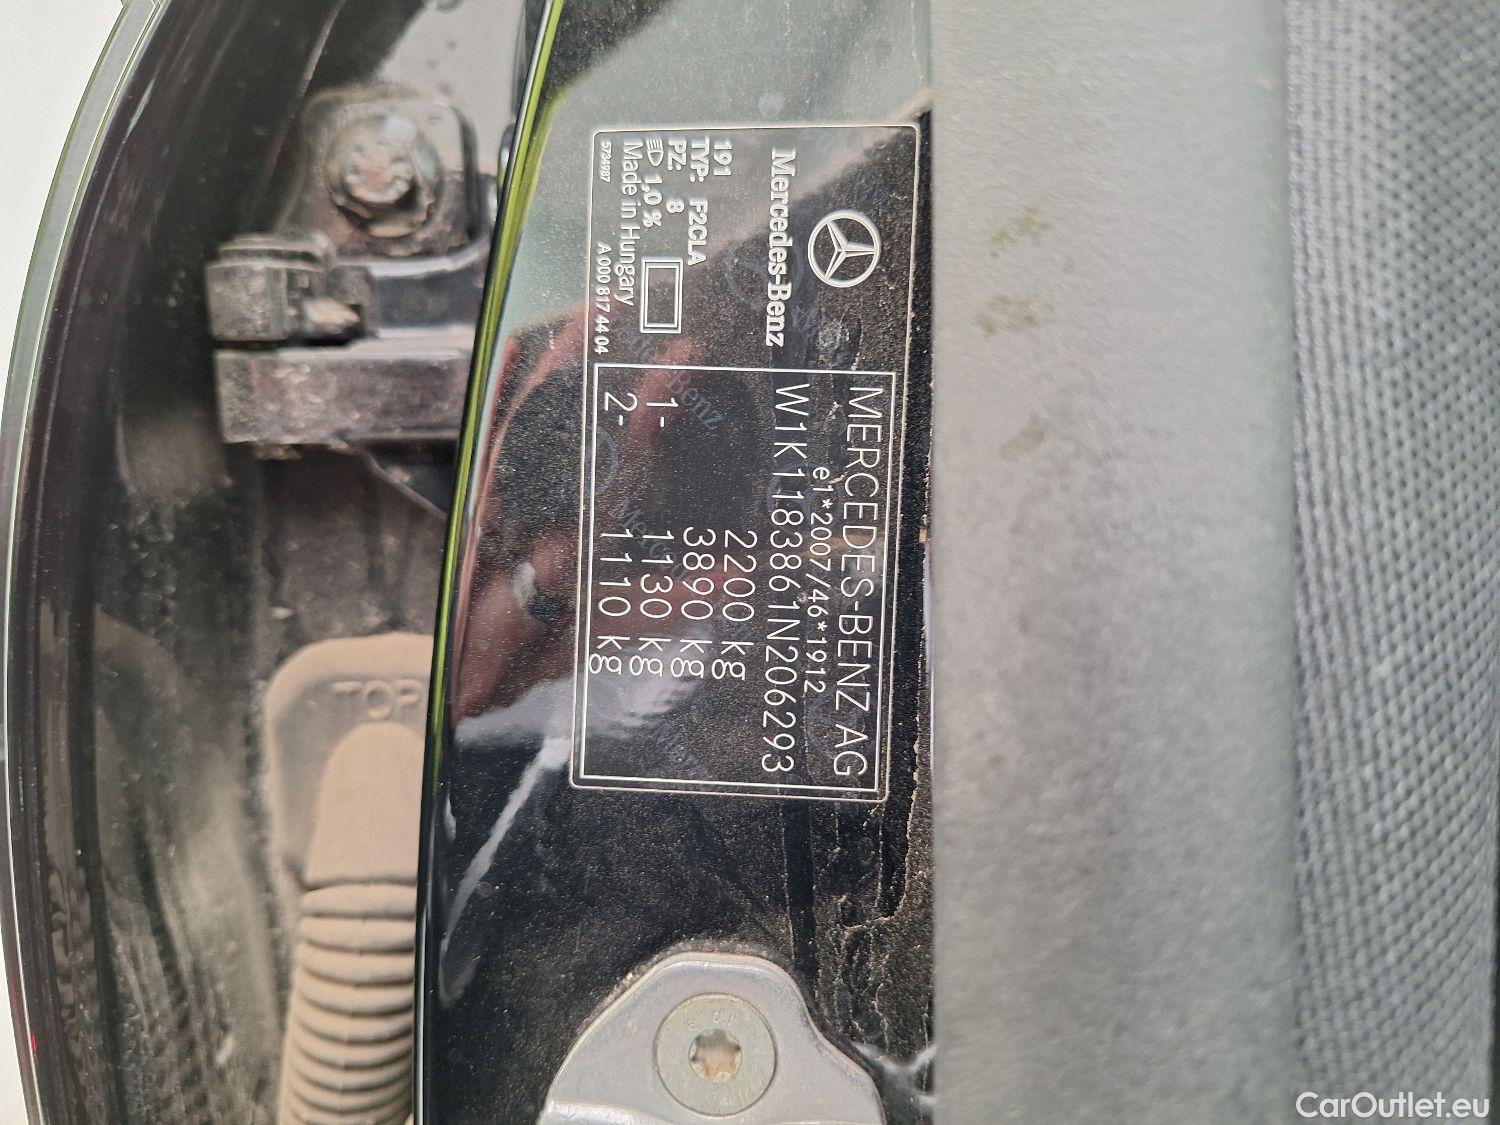 Mercedes-Benz
191
TYP: F2CLA
PZ: 8
1,0 %
Made in Hungary
5734987 A 000 817 44 04
MERCEDES-BENZ AG
e1*2007/46*1912
W1K1183861N206293
2200 kg
3890 kg
1- 1130 kg
2- 1110 kg
TOP
CarOutlet.eu